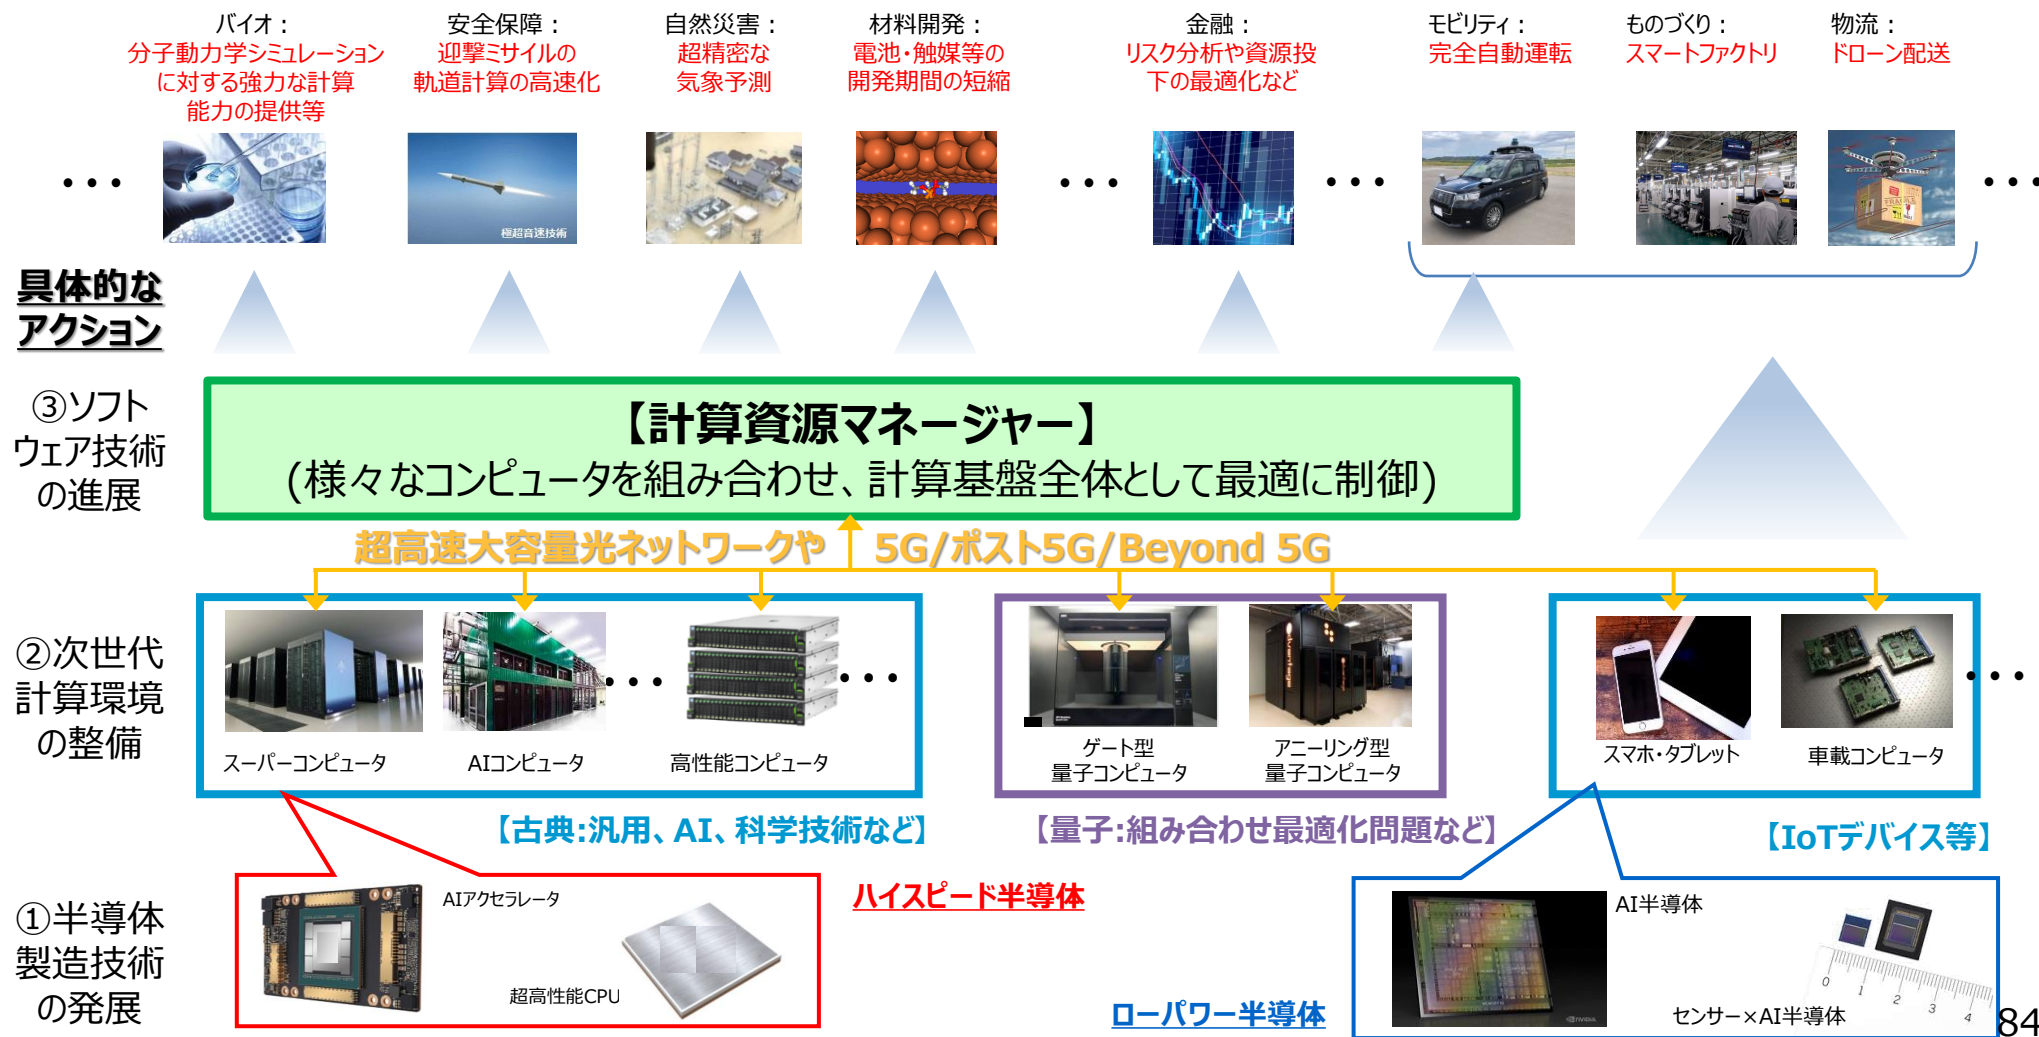 バイオ：
分子動力学シミュレーション
に対する強力な計算
能力の提供等
安全保障：
迎撃ミサイルの
軌道計算の高速化
自然災害：
超精密な
気象予測
材料開発：
電池・触媒等の
開発期間の短縮
金融：
リスク分析や資源投
下の最適化など
モビリティ：
完全自動運転
ものづくり：
スマートファクトリ
物流：
ドローン配送
・・・
極超音速技術
・・・
・・・
・・・
具体的な
アクション
③ソフト
ウェア技術
の進展
【計算資源マネージャー】
(様々なコンピュータを組み合わせ、計算基盤全体として最適に制御)
超高速大容量光ネットワークや 5G/ポスト5G/Beyond 5G
②次世代
計算環境
の整備
・・・
・・・
・・・
スーパーコンピュータ
AIコンピュータ
高性能コンピュータ
ゲート型
量子コンピュータ
アニーリング型
量子コンピュータ
スマホ・タブレット
車載コンピュータ
【古典:汎用、AI、科学技術など】
【量子:組み合わせ最適化問題など】
【IoTデバイス等】
①半導体
製造技術
の発展
AIアクセラレータ
超高性能CPU
ハイスピード半導体
ローパワー半導体
AI半導体
NVIDIA
センサー×AI半導体
0 1 2 3 4
84